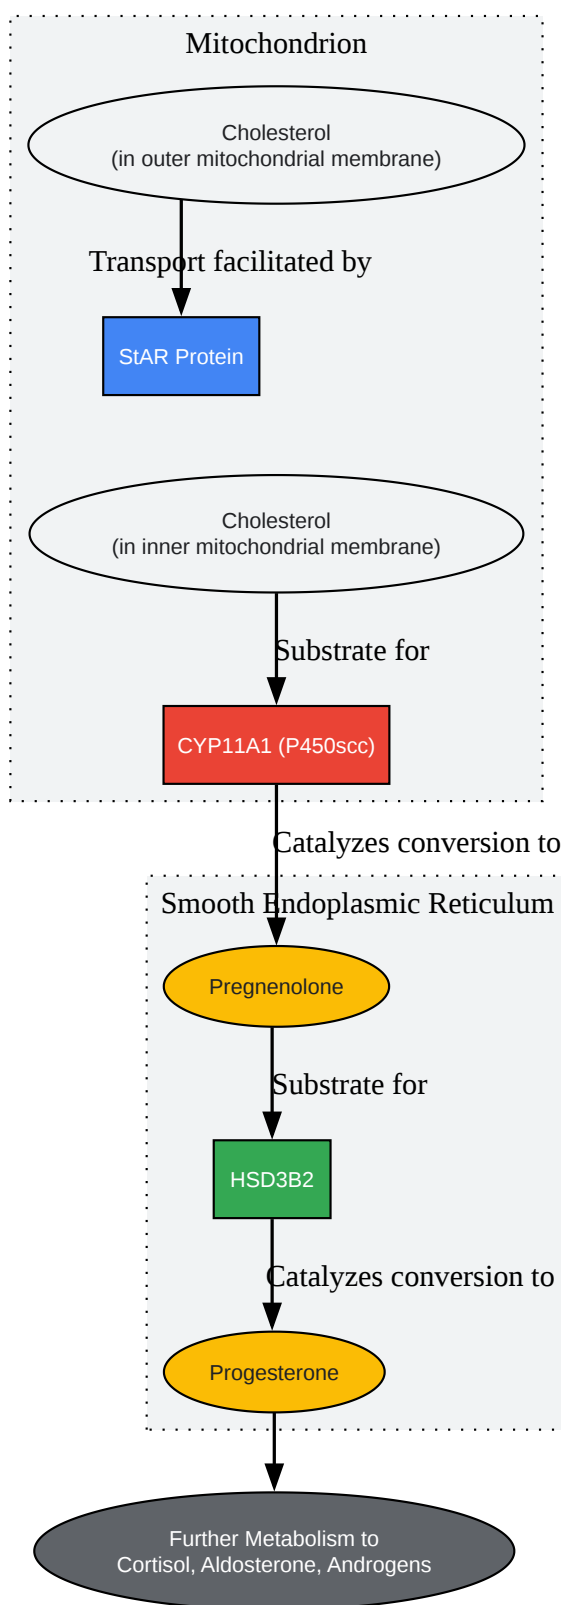 Mitochondrion
Cholesterol
(in outer mitochondrial membrane)
Transport facilitated by
StAR Protein
Cholesterol
(in inner mitochondrial membrane)
Substrate for
CYP11A1 (P450scc)
Catalyzes conversion to
Smooth Endoplasmic Reticulum
Pregnenolone
Substrate for
HSD3B2
Catalyzes conversion to
Progesterone
Further Metabolism to
Cortisol, Aldosterone, Androgens